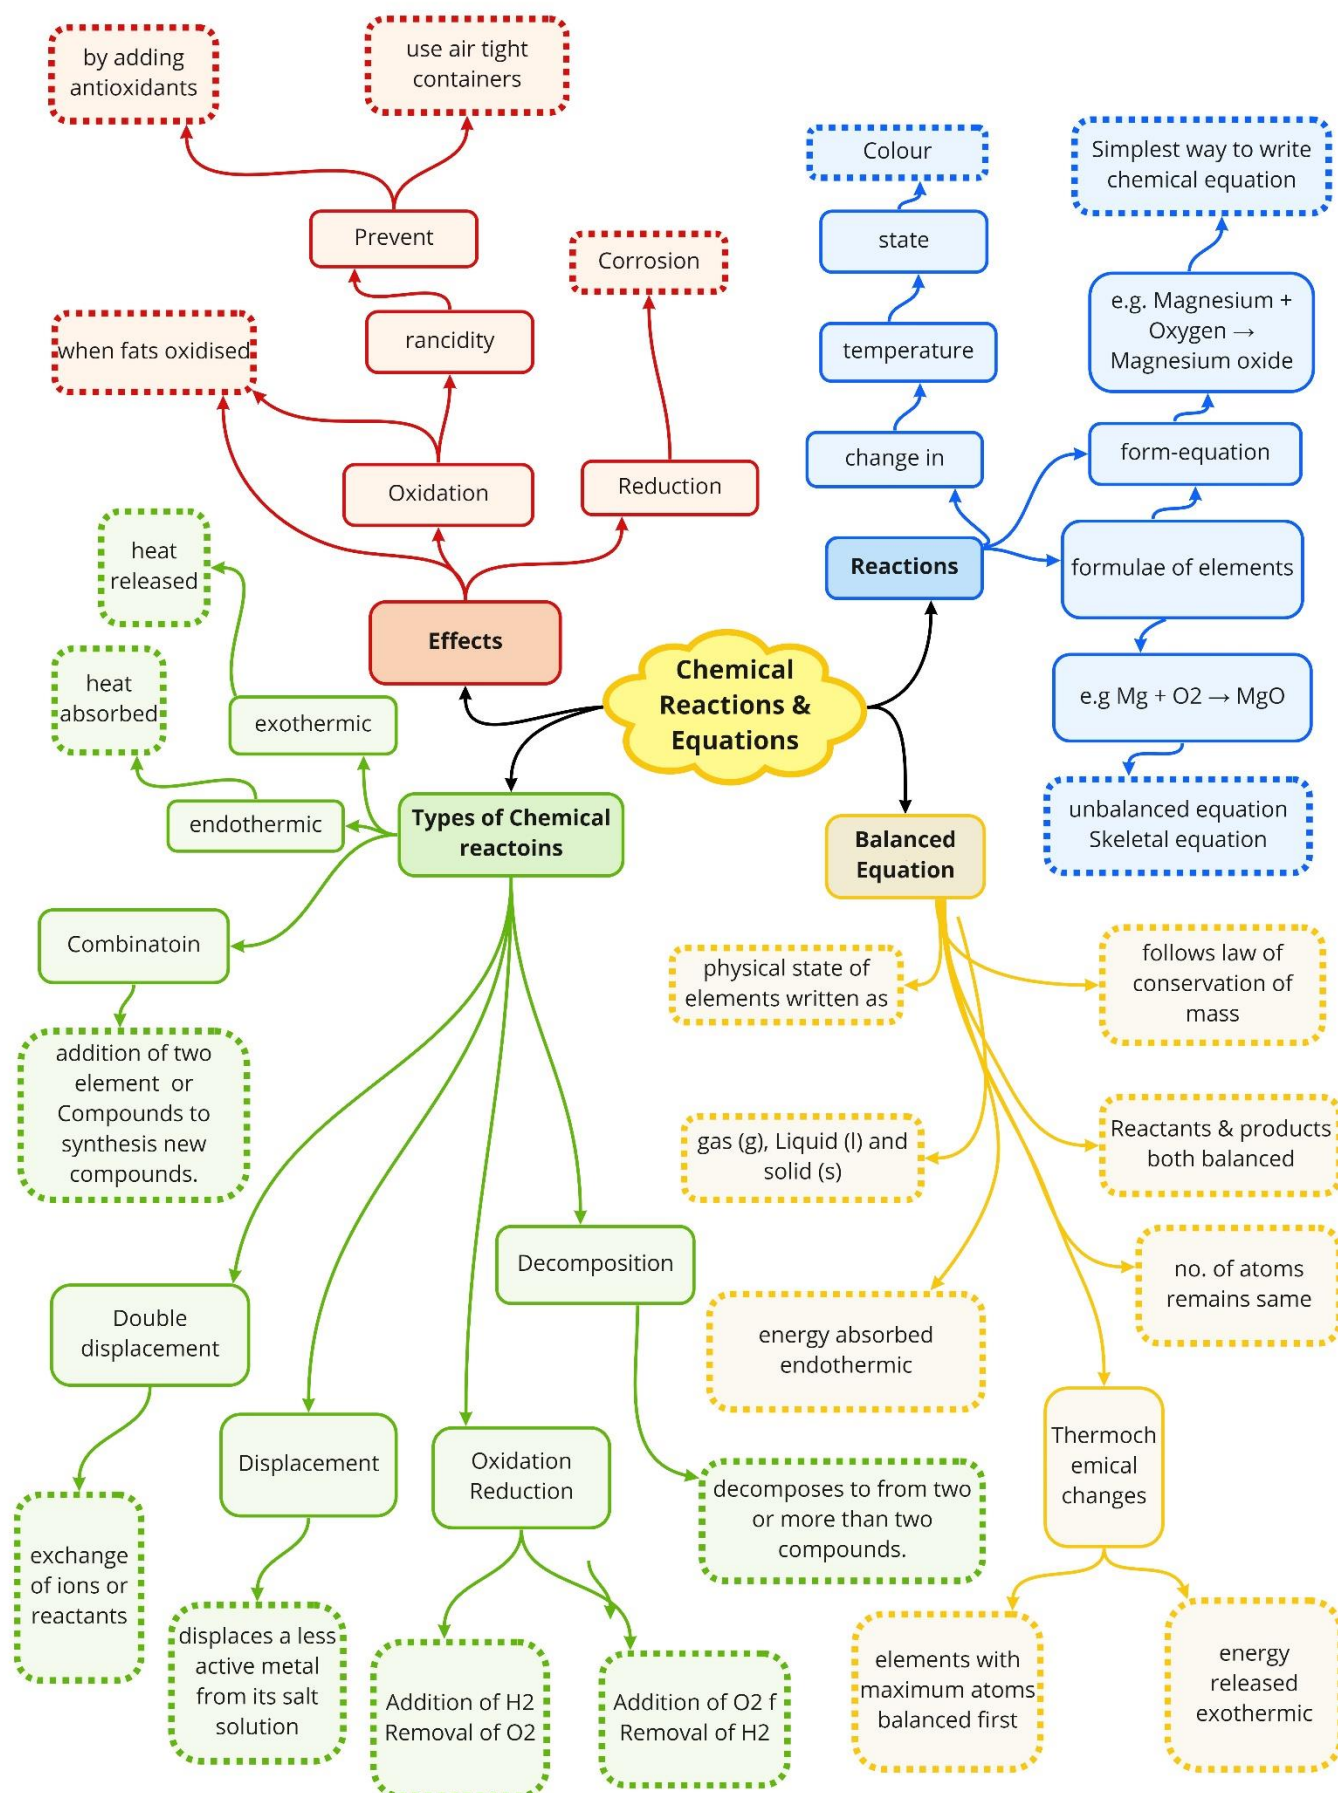 by adding
antioxidants
use air tight
containers
Prevent
rancidity
when fats oxidised
Corrosion
Oxidation
Reduction
Effects
Colour
state
temperature
change in
Simplest way to write
chemical equation
e.g. Magnesium +
Oxygen →
Magnesium oxide
form-equation
Reactions
formulae of elements
e.g Mg + O2 → MgO
unbalanced equation
Skeletal equation
Chemical
Reactions &
Equations
heat
released
heat
absorbed
exothermic
endothermic
Types of Chemical
reactoins
Combinatoin
addition of two
element  or
Compounds to
synthesis new
compounds.
Double
displacement
exchange
of ions or
reactants
Displacement
displaces a less
active metal
from its salt
solution
Oxidation
Reduction
Addition of H2
Removal of O2
Addition of O2 f
Removal of H2
Decomposition
decomposes to from two
or more than two
compounds.
Balanced
Equation
physical state of
elements written as
follows law of
conservation of
mass
gas (g), Liquid (l) and
solid (s)
Reactants & products
both balanced
energy absorbed
endothermic
no. of atoms
remains same
Thermoch
emical
changes
elements with
maximum atoms
balanced first
energy
released
exothermic